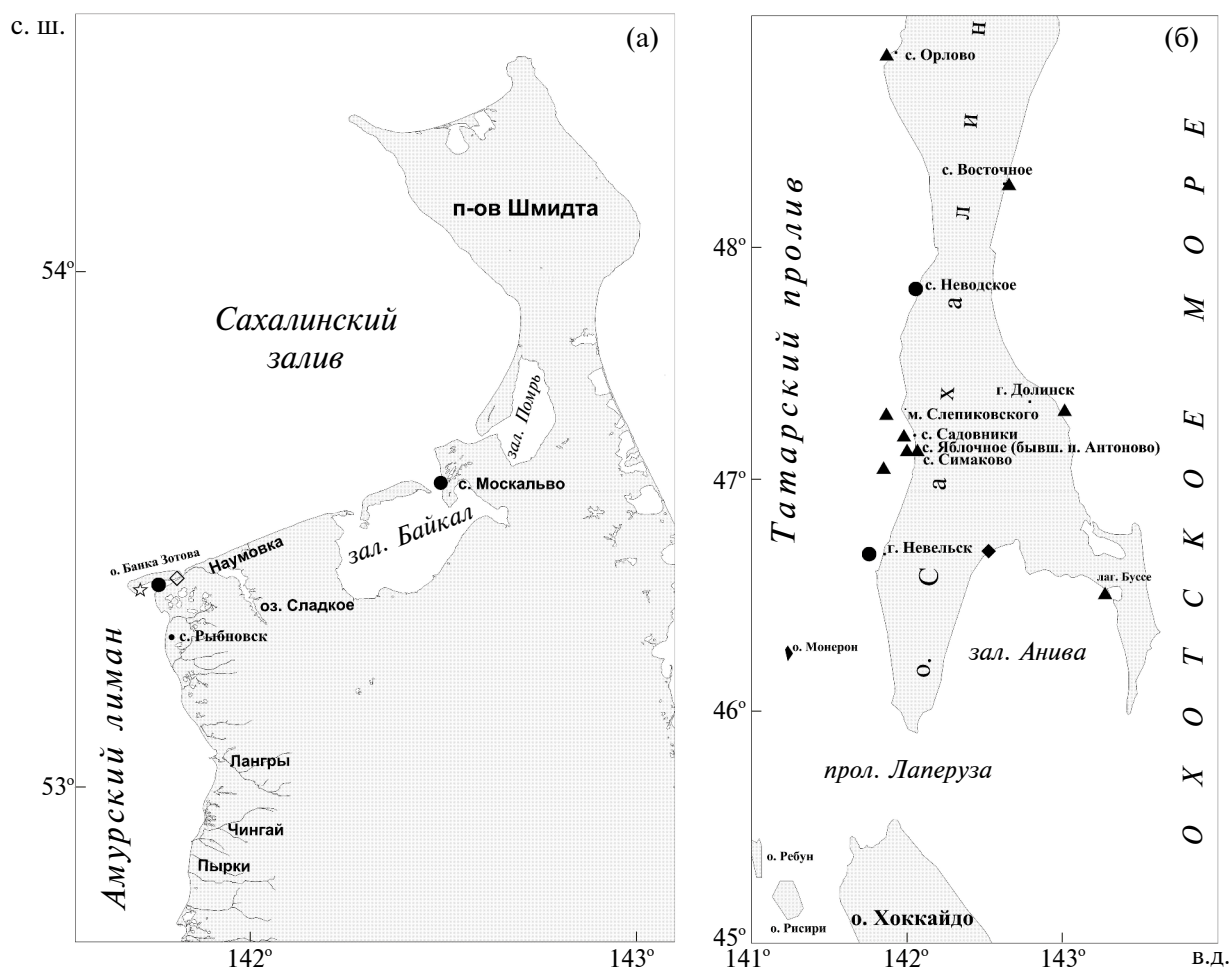 с. ш.
(а)
п-ов Шмидта
54º
Сахалинский
залив
зал. Помрь
с. Москальво
зал. Байкал
о. Банка Зотова
Наумовка
оз. Сладкое
с. Рыбновск
Амурский лиман
Лангры
53º
Чингай
Пырки
142º
143º
(б)
с. Орлово
с. Восточное
Татарский пролив
48º
с. Неводское
г. Долинск
м. Слепиковского
с. Садовники
с. Яблочное (бывш. п. Антоново)
с. Симаково
47º
г. Невельск
лаг. Буссе
о. Монерон
зал. Анива
о. Сахалин
46º
прол. Лаперуза
ОХОТСКОЕ МОРЕ
о. Ребун
о. Рисири
о. Хоккайдо
45º
141º
142º
143º
в.д.